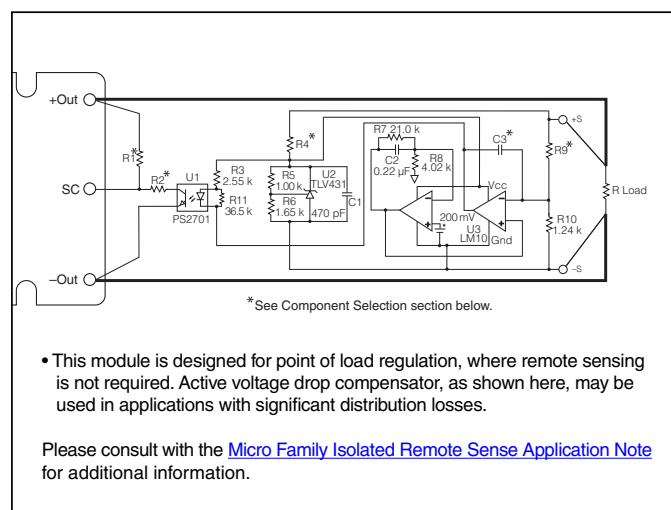 +Out
SC
–Out
R1*
R2*
U1
PS2701
R3
2.55 k
R11
36.5 k
R4*
R5
1.00 k
R6
1.65 k
U2
TLV431
C1
470 pF
R7 21.0 k
C2
0.22 µF
R8
4.02 k
C3*
Vcc
200 mV
U3
LM10
Gnd
+S
R9*
R10
1.24 k
–S
R Load
*See Component Selection section below.
• This module is designed for point of load regulation, where remote sensing
is not required. Active voltage drop compensator, as shown here, may be
used in applications with significant distribution losses.
Please consult with the Micro Family Isolated Remote Sense Application Note
for additional information.